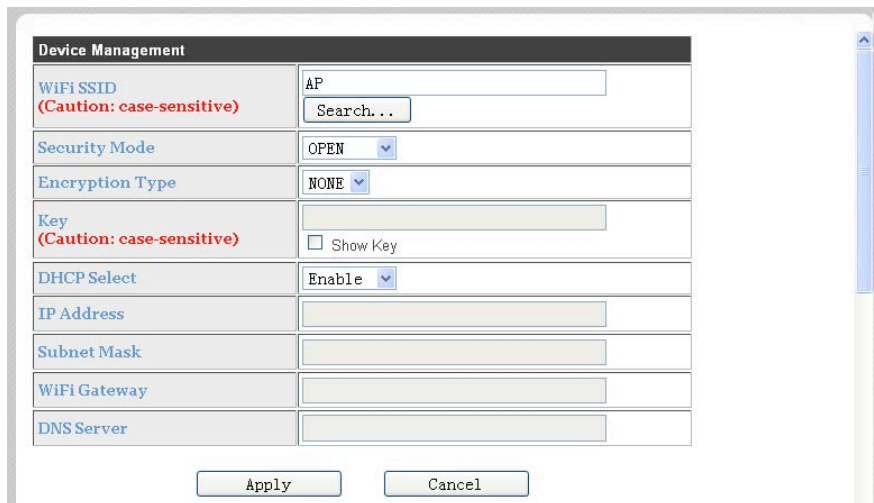 Device Management
WiFi SSID
(Caution: case-sensitive)
AP
Search...
Security Mode
OPEN
Encryption Type
NONE
Key
(Caution: case-sensitive)
Show Key
DHCP Select
Enable
IP Address
Subnet Mask
WiFi Gateway
DNS Server
Apply
Cancel